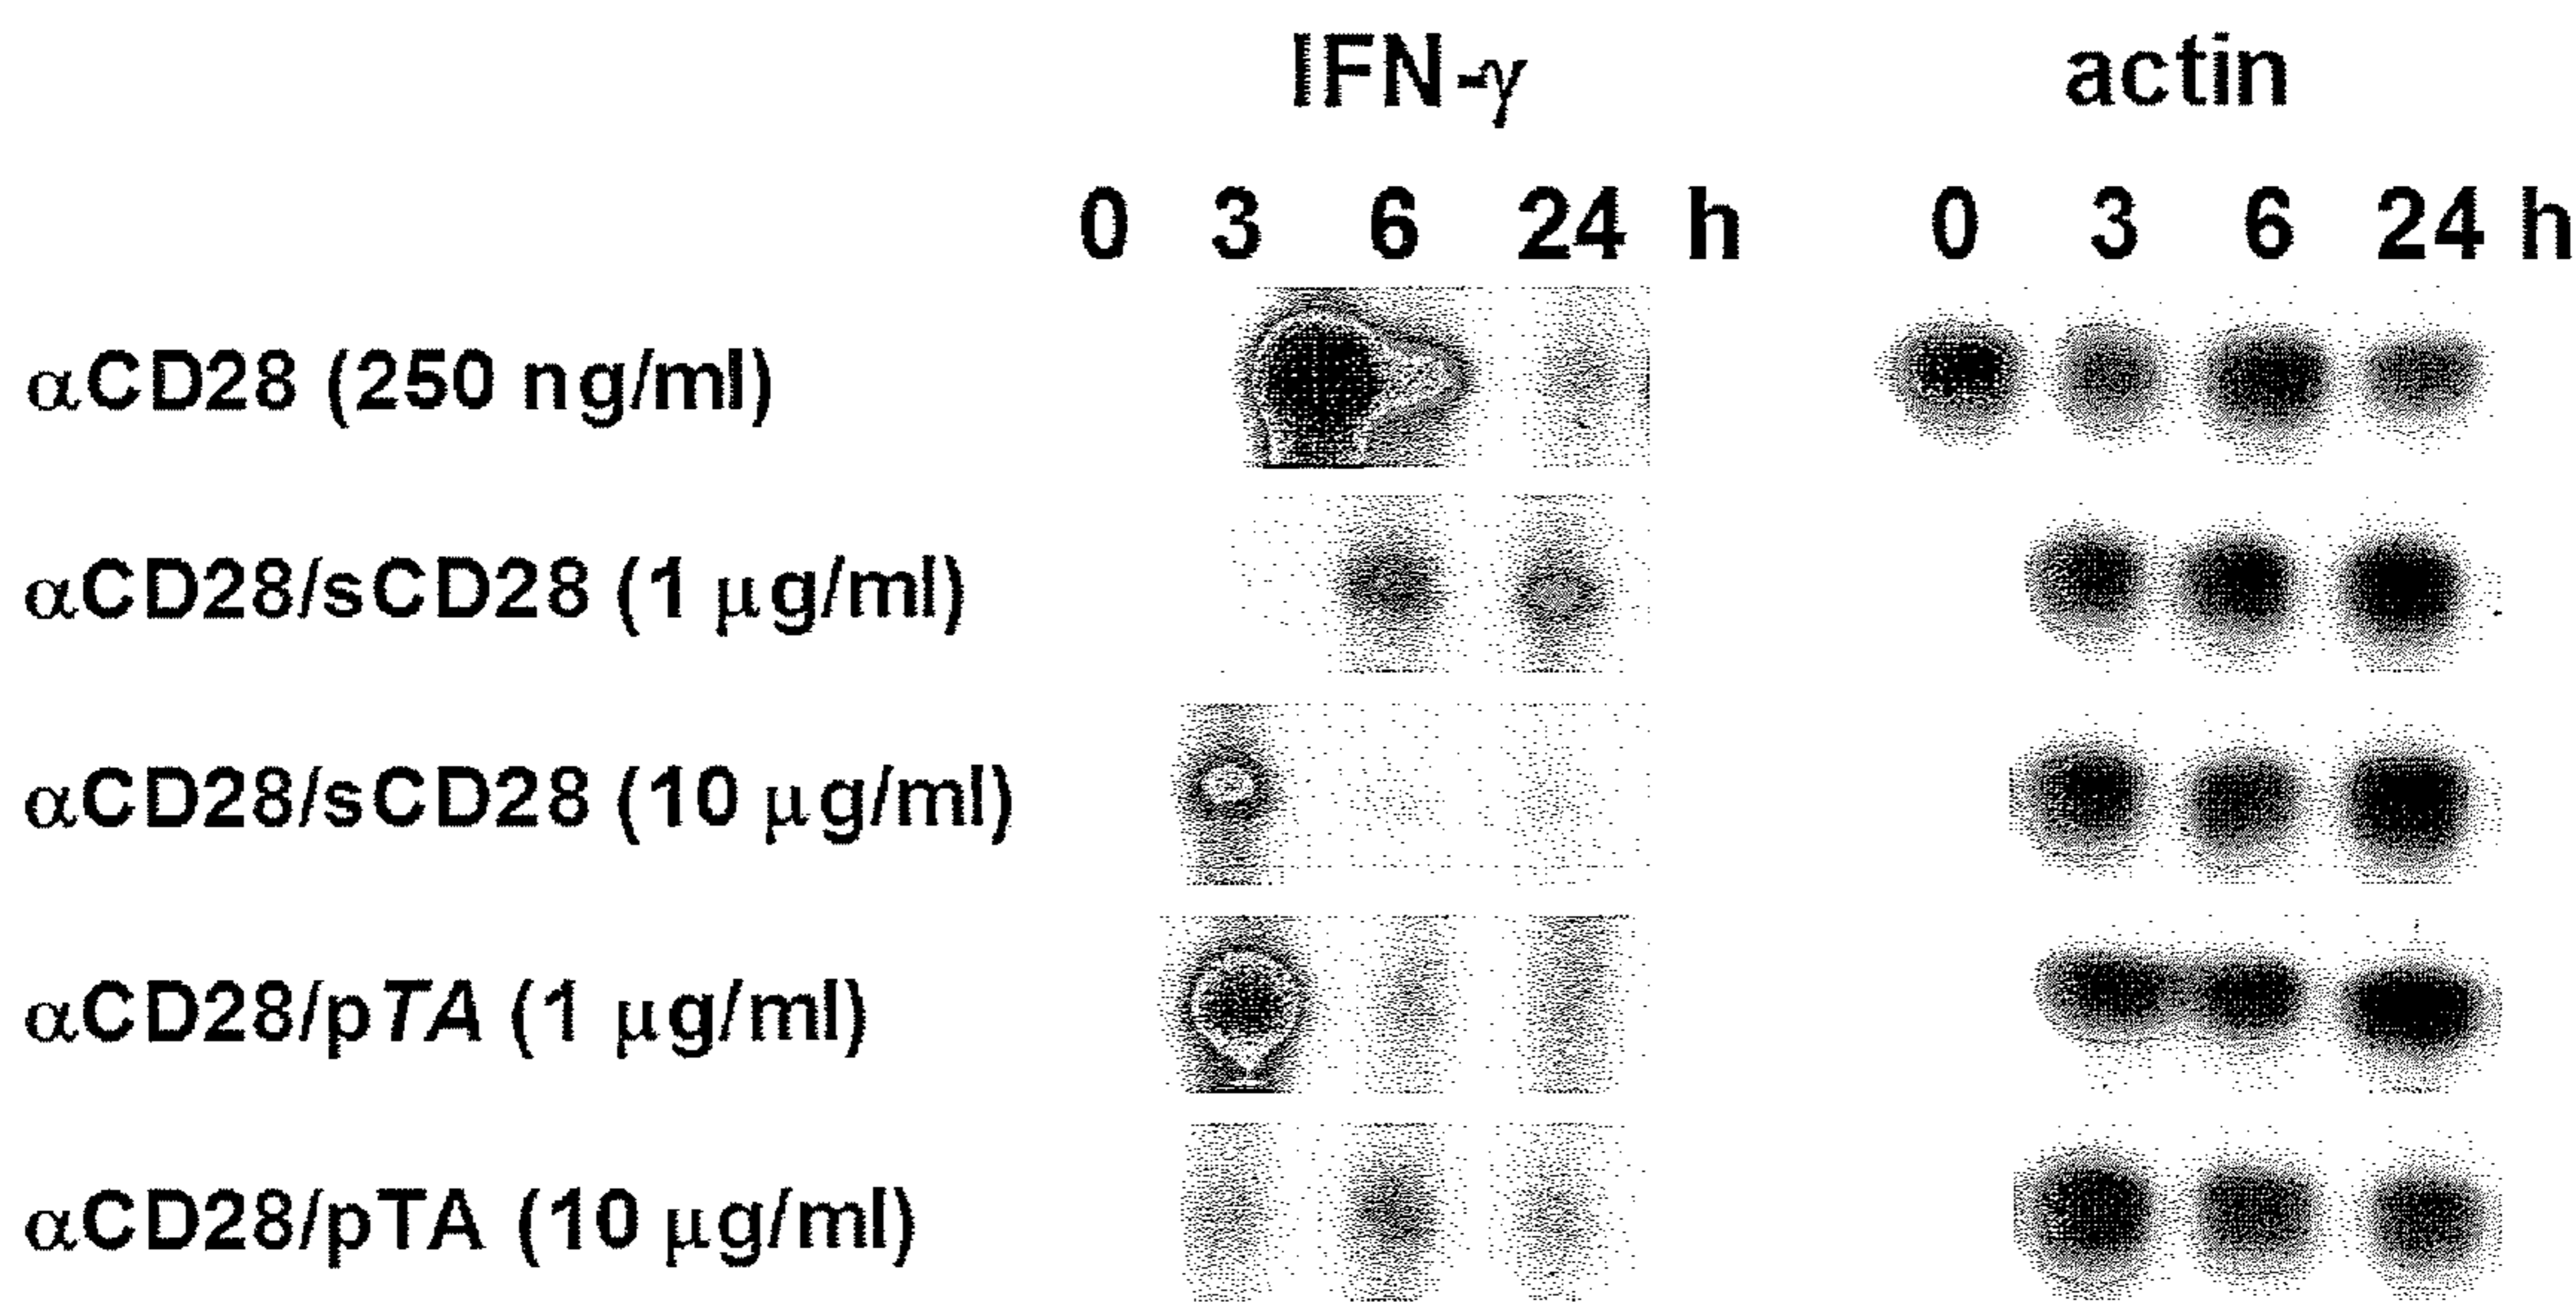 IFN-γ actin
0 3 6 24 h 0 3 6 24 h
αCD28 (250 ng/ml)
αCD28/sCD28 (1 μg/ml)
αCD28/sCD28 (10 μg/ml)
αCD28/pTA (1 μg/ml)
αCD28/pTA (10 μg/ml)